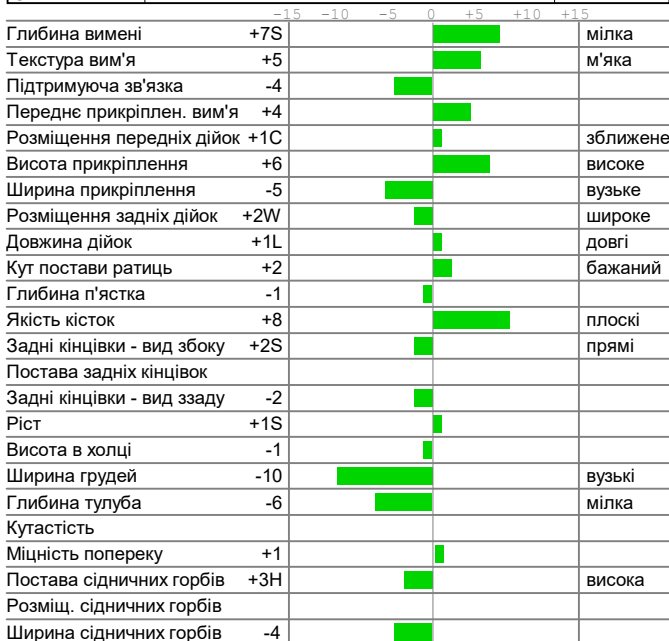 -15 -10 -5 0 +5 +10 +15
Глибина вимені +7S мілка
Текстура вим'я +5 м'яка
Підтримуюча зв'язка -4
Переднє прикріплен. вим'я +4
Розміщення передніх дійок +1C зближене
Висота прикріплення +6 високе
Ширина прикріплення -5 вузьке
Розміщення задніх дійок +2W широке
Довжина дійок +1L довгі
Кут постави ратиць +2 бажаний
Глибина п'ястка -1
Якість кісток +8 плоскі
Задні кінцівки - вид збоку +2S прямі
Постава задніх кінцівок
Задні кінцівки - вид ззаду -2
Ріст +1S
Висота в холці -1
Ширина грудей -10 вузькі
Глибина тулуба -6 мілка
Кутастість
Міцність попереку +1
Постава сідничних горбів +3H висока
Розміщ. сідничних горбів
Ширина сідничних горбів -4